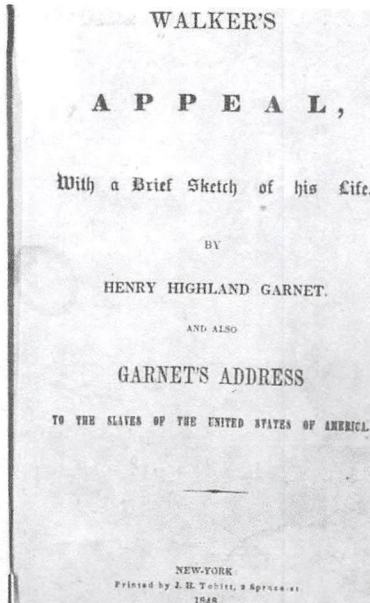 WALKER'S
APPEAL,
With a Brief Sketch of his Life.
BY
HENRY HIGHLAND GARNET.
AND ALSO
GARNET'S ADDRESS
TO THE SLAVES OF THE UNITED STATES OF AMERICA.
NEW-YORK
Printed by J. H. Tobitt, 9 Spruce-st
1848